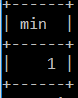 +------+
| min  |
+------+
|    1 |
+------+